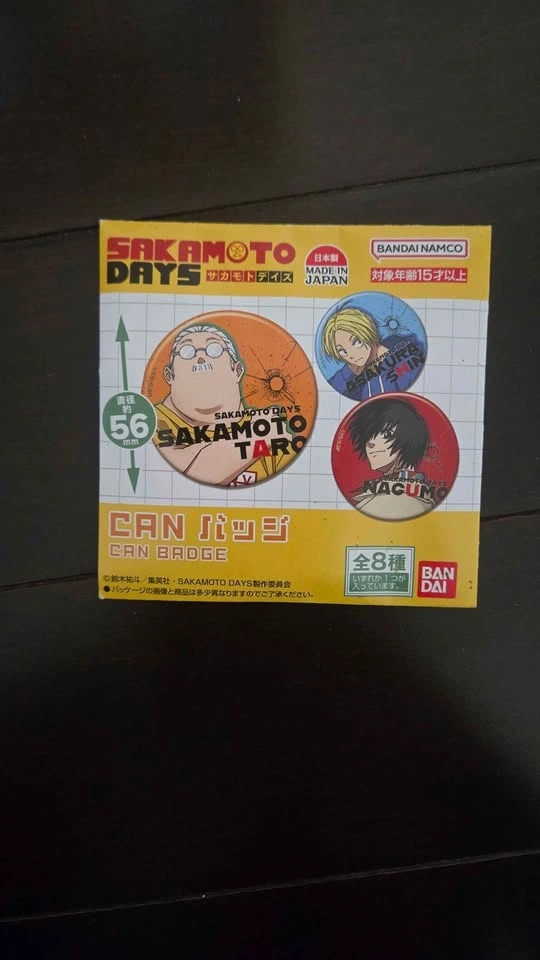 SAKAMOTO
DAYS サカモトデイズ
日本製
MADE IN
JAPAN
BANDAI NAMCO
対象年齢15才以上
直径
約
56
mm
SAKAMOTO DAYS
SAKAMOTO
TARO
ASAKURA
SHIN
SAKAMOTO DAYS
NAGUMO
CAN バッジ
CAN BADGE
全8種
いずれか1つが
入っています。
BAN
DAI
©鈴木祐斗/集英社・SAKAMOTO DAYS製作委員会
●パッケージの画像と商品は多少異なりますのでご了承ください。